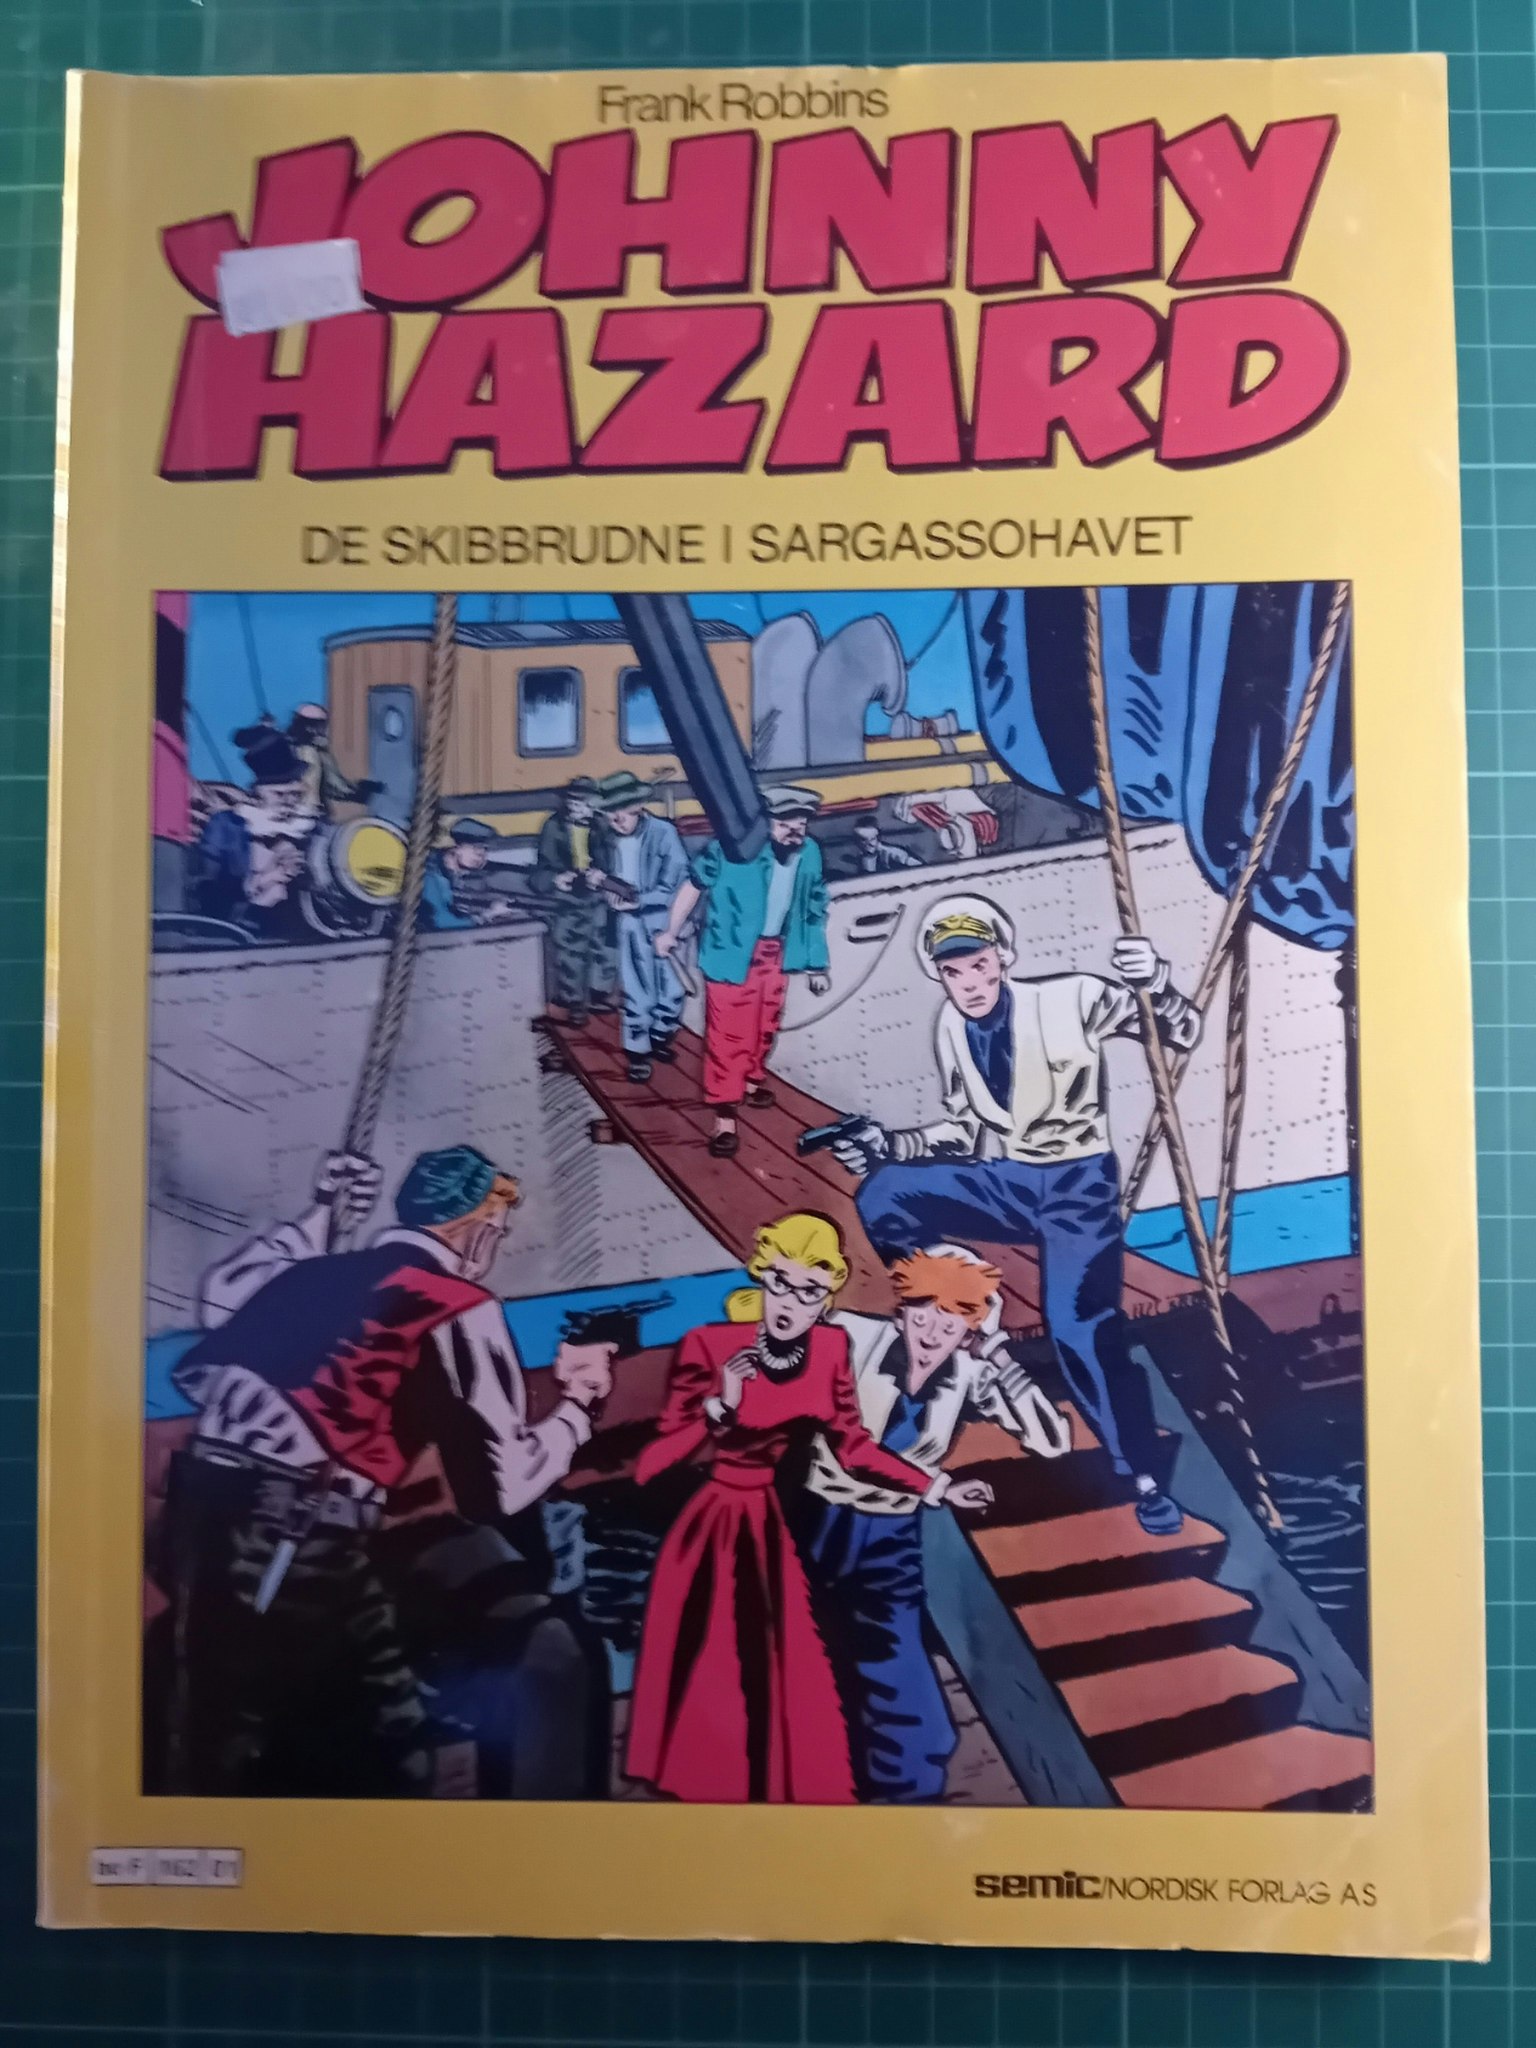 Frank Robbins
JOHNNY
HAZARD
DE SKIBBRUDNE I SARGASSOHAVET
semic/NORDISK FORLAG AS